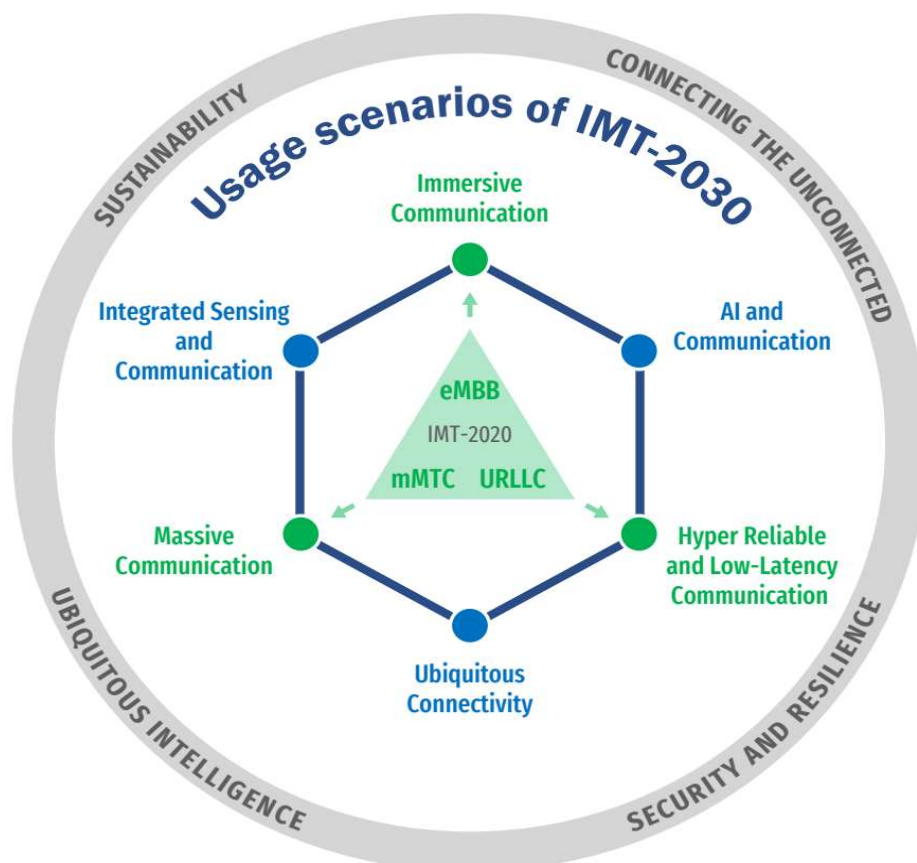 SUSTAINABILITY
CONNECTING THE UNCONNECTED
Usage scenarios of IMT-2030
Immersive
Communication
Integrated Sensing
and
Communication
AI and
Communication
eMBB
IMT-2020
mMTC URLLC
Massive
Communication
Hyper Reliable
and Low-Latency
Communication
Ubiquitous
Connectivity
UBIQUITOUS INTELLIGENCE
SECURITY AND RESILIENCE